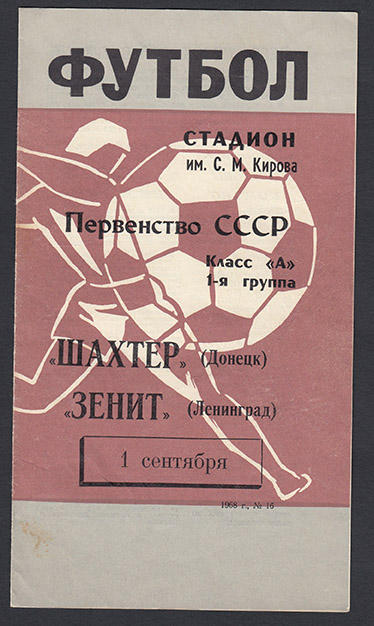 ФУТБОЛ
СТАДИОН
им. С. М. Кирова
Первенство СССР
Класс «А»
1-я группа
„ШАХТЕР" (Донецк)
„ЗЕНИТ" (Ленинград)
1 сентября
1968 г., № 16